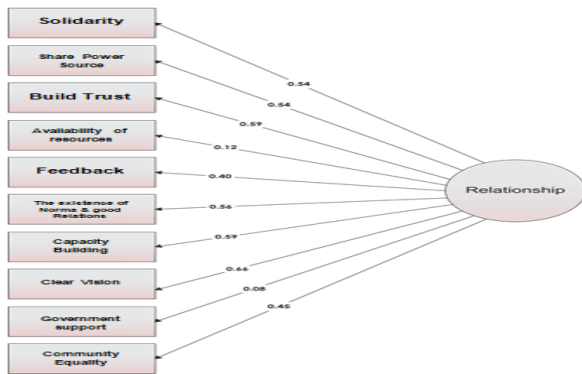 Solidarity
Share Power
Source
Build Trust
Availability of
resources
Feedback
The existence of
Norms & good
Relations
Capacity
Building
Clear Vision
Government
support
Community
Equality
0.54
0.54
0.59
0.12
0.40
0.56
0.59
0.66
0.08
0.45
Relationship